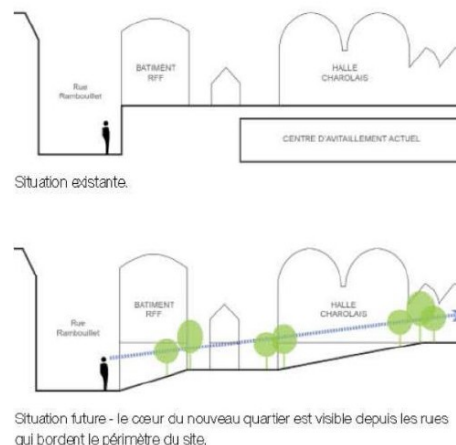 BATIMENT
RFF
HALLE
CHAROLAIS
Rue
Rambouillet
CENTRE D'AVITAILLEMENT ACTUEL
Situation existante.
BATIMENT
RFF
HALLE
CHAROLAIS
Rue
Rambouillet
Situation future - le cœur du nouveau quartier est visible depuis les rues
qui bordent le périmètre du site.